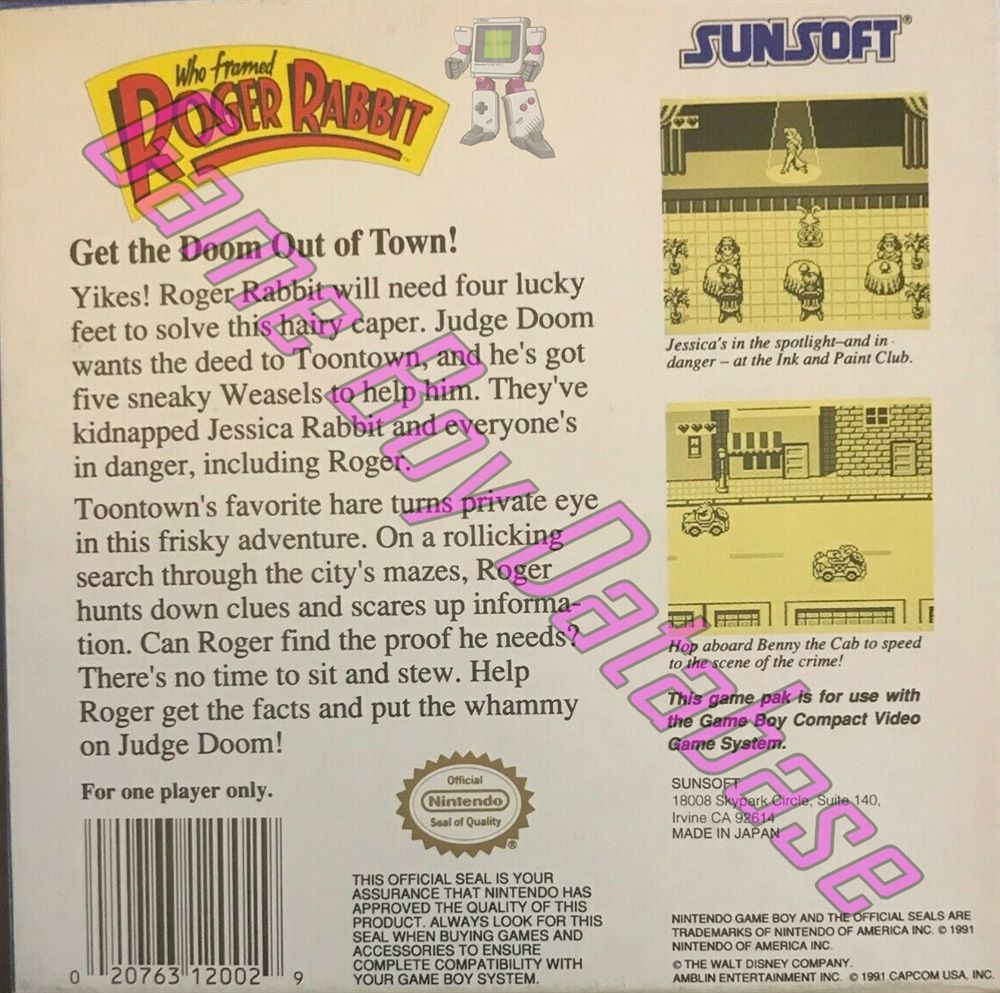 Who framed
ROGER RABBIT
SUNSOFT®
Get the Doom Out of Town!
Yikes! Roger Rabbit will need four lucky
feet to solve this hairy caper. Judge Doom
wants the deed to Toontown, and he's got
five sneaky Weasels to help him. They've
kidnapped Jessica Rabbit and everyone's
in danger, including Roger.
Toontown's favorite hare turns private eye
in this frisky adventure. On a rollicking
search through the city's mazes, Roger
hunts down clues and scares up informa-
tion. Can Roger find the proof he needs?
There's no time to sit and stew. Help
Roger get the facts and put the whammy
on Judge Doom!
For one player only.
0 20763 12002 9
Official
Nintendo
Seal of Quality
®
THIS OFFICIAL SEAL IS YOUR
ASSURANCE THAT NINTENDO HAS
APPROVED THE QUALITY OF THIS
PRODUCT. ALWAYS LOOK FOR THIS
SEAL WHEN BUYING GAMES AND
ACCESSORIES TO ENSURE
COMPLETE COMPATIBILITY WITH
YOUR GAME BOY SYSTEM.
Jessica's in the spotlight–and in
danger – at the Ink and Paint Club.
Hop aboard Benny the Cab to speed
to the scene of the crime!
This game pak is for use with
the Game Boy Compact Video
Game System.
SUNSOFT
18008 Skypark Circle, Suite 140,
Irvine CA 92614
MADE IN JAPAN
NINTENDO GAME BOY AND THE OFFICIAL SEALS ARE
TRADEMARKS OF NINTENDO OF AMERICA INC. © 1991
NINTENDO OF AMERICA INC.
© THE WALT DISNEY COMPANY.
AMBLIN ENTERTAINMENT INC. © 1991 CAPCOM USA, INC.
Game Boy Database